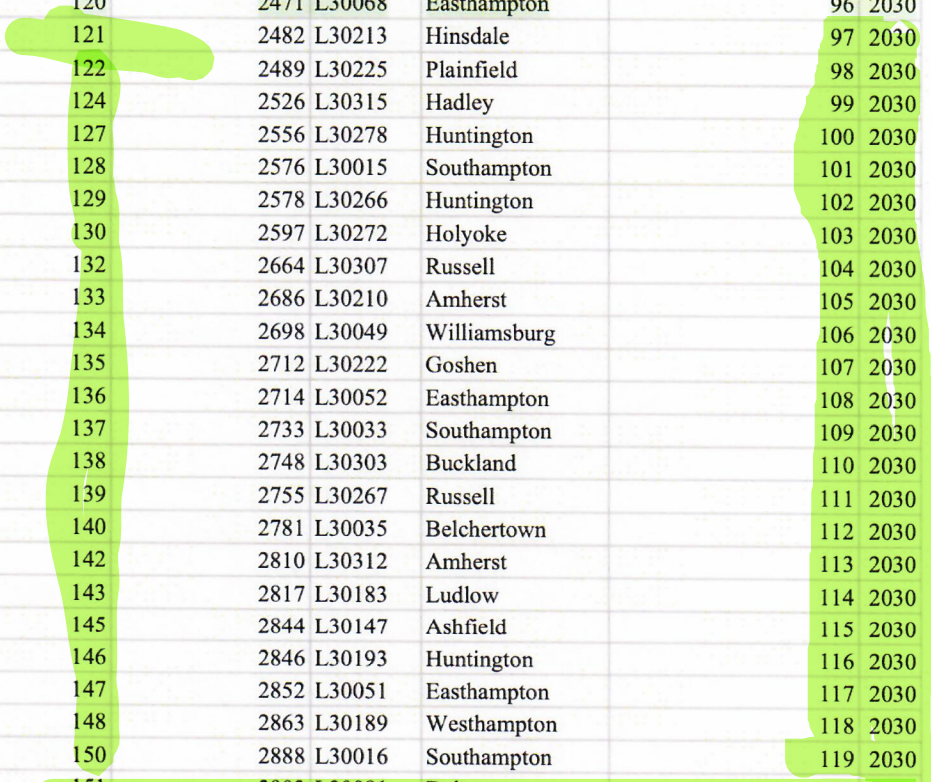 120 2471 L30068 Easthampton 96 2030
121 2482 L30213 Hinsdale 97 2030
122 2489 L30225 Plainfield 98 2030
124 2526 L30315 Hadley 99 2030
127 2556 L30278 Huntington 100 2030
128 2576 L30015 Southampton 101 2030
129 2578 L30266 Huntington 102 2030
130 2597 L30272 Holyoke 103 2030
132 2664 L30307 Russell 104 2030
133 2686 L30210 Amherst 105 2030
134 2698 L30049 Williamsburg 106 2030
135 2712 L30222 Goshen 107 2030
136 2714 L30052 Easthampton 108 2030
137 2733 L30033 Southampton 109 2030
138 2748 L30303 Buckland 110 2030
139 2755 L30267 Russell 111 2030
140 2781 L30035 Belchertown 112 2030
142 2810 L30312 Amherst 113 2030
143 2817 L30183 Ludlow 114 2030
145 2844 L30147 Ashfield 115 2030
146 2846 L30193 Huntington 116 2030
147 2852 L30051 Easthampton 117 2030
148 2863 L30189 Westhampton 118 2030
150 2888 L30016 Southampton 119 2030